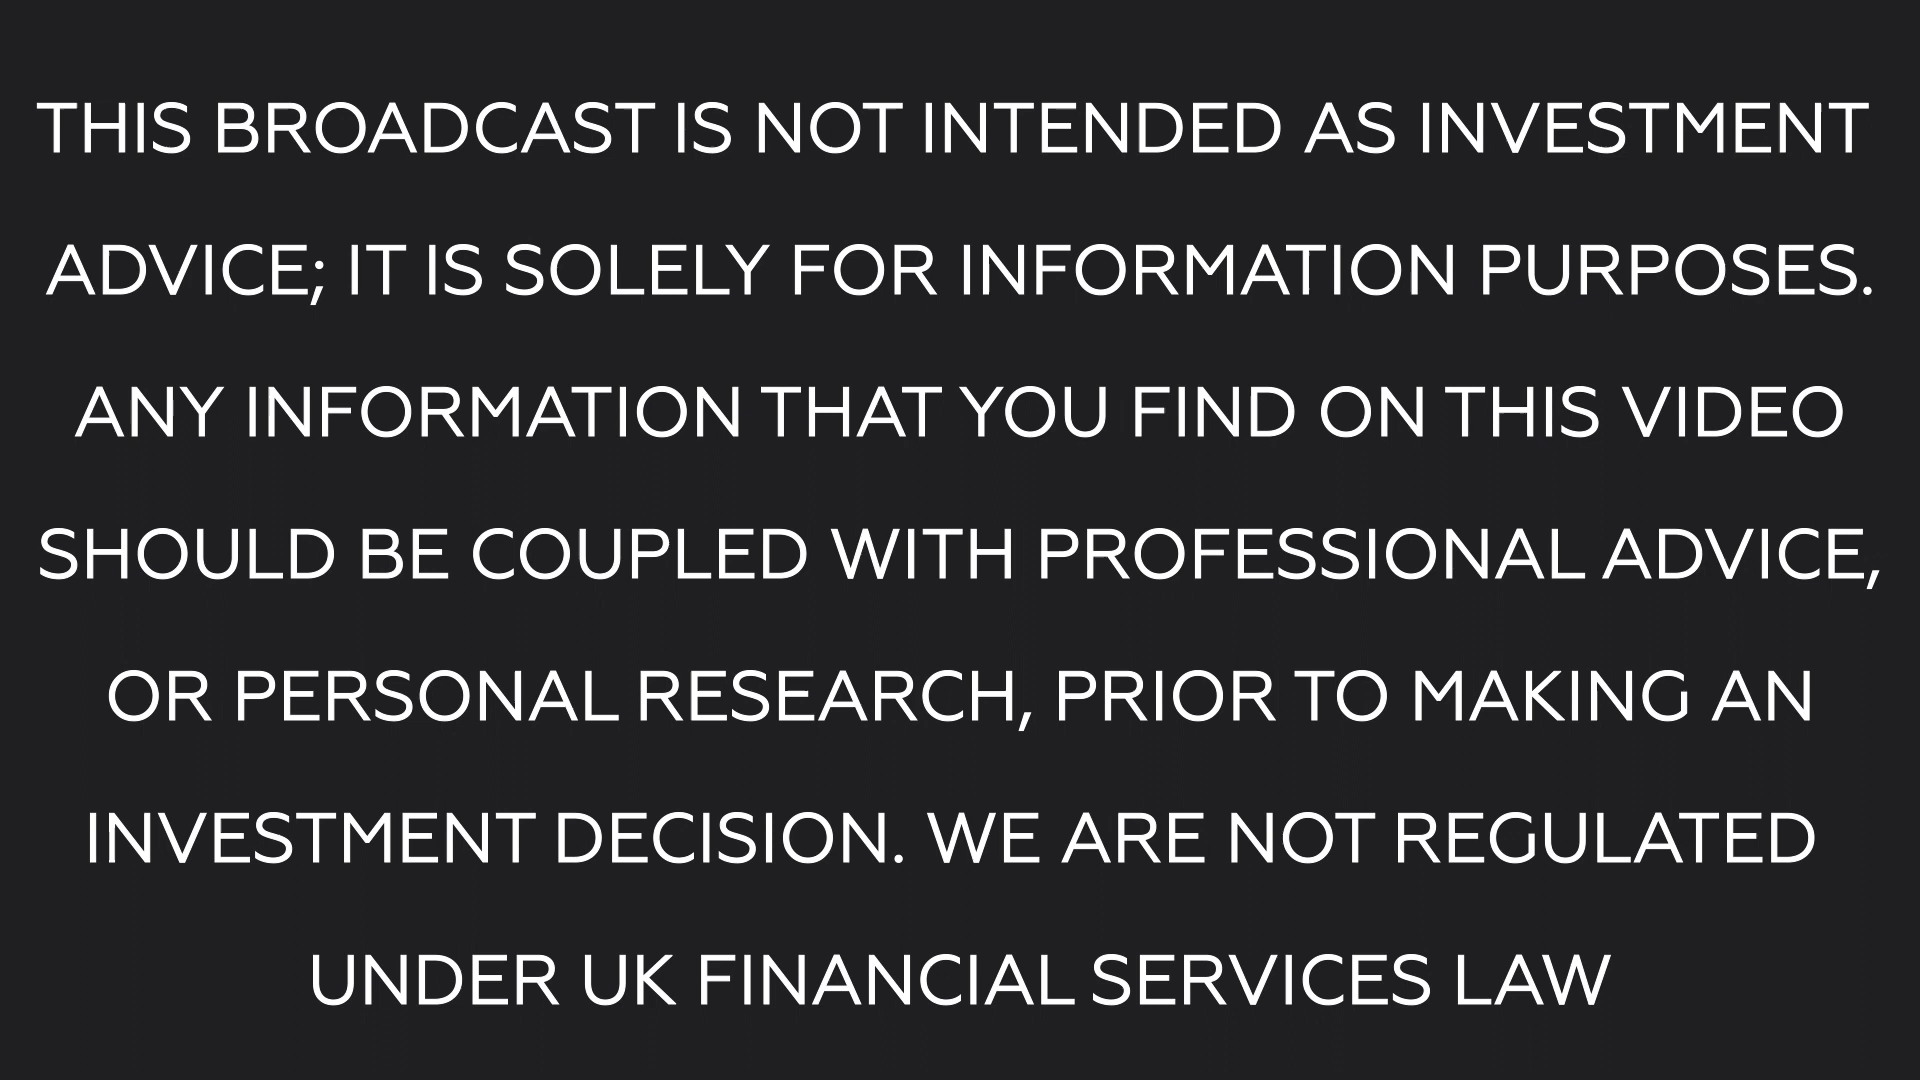 THIS BROADCAST IS NOT INTENDED AS INVESTMENT
ADVICE; IT IS SOLELY FOR INFORMATION PURPOSES.
ANY INFORMATION THAT YOU FIND ON THIS VIDEO
SHOULD BE COUPLED WITH PROFESSIONAL ADVICE,
OR PERSONAL RESEARCH, PRIOR TO MAKING AN
INVESTMENT DECISION. WE ARE NOT REGULATED
UNDER UK FINANCIAL SERVICES LAW